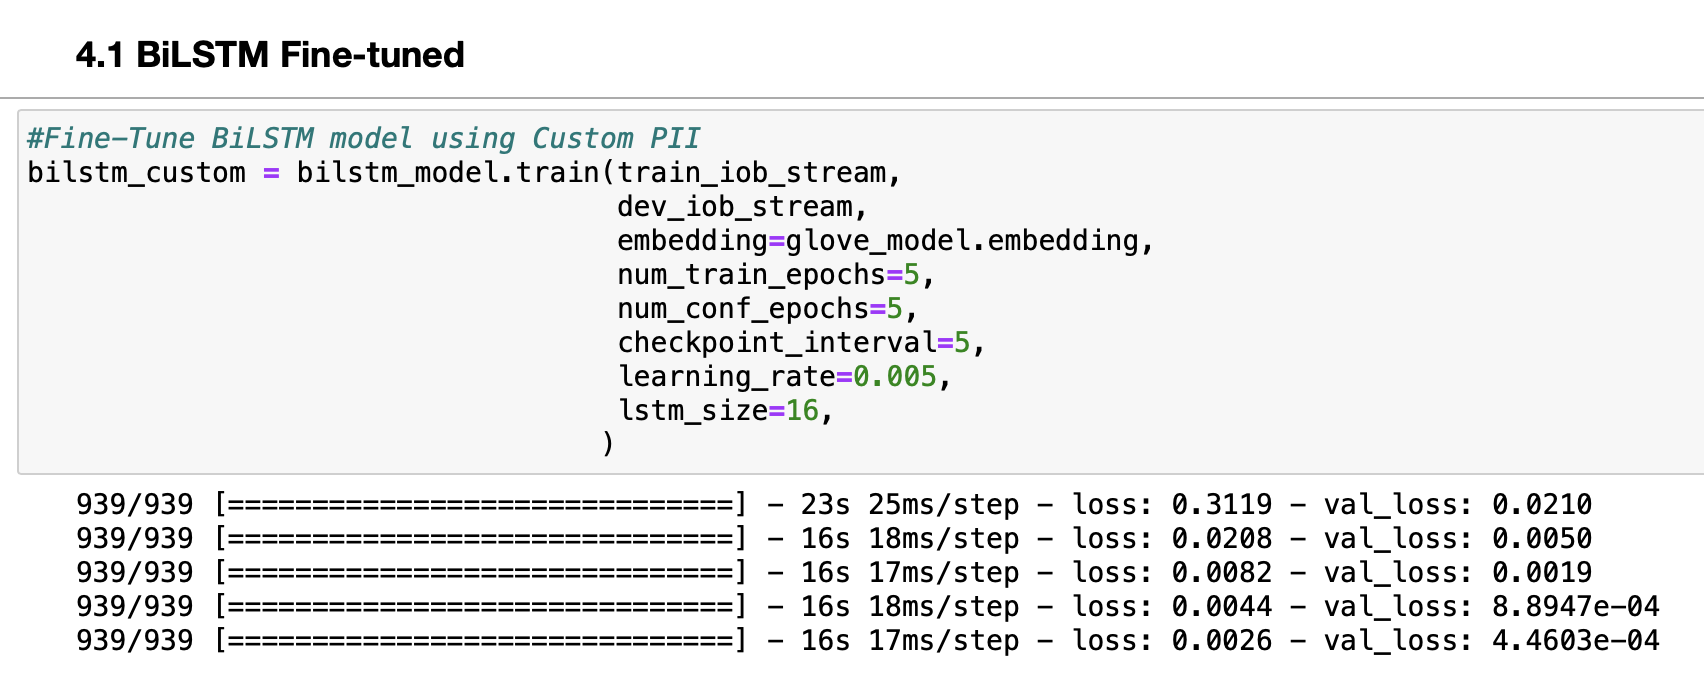 4.1 BiLSTM Fine-tuned
#Fine-Tune BiLSTM model using Custom PII
bilstm_custom = bilstm_model.train(train_iob_stream,
dev_iob_stream,
embedding=glove_model.embedding,
num_train_epochs=5,
num_conf_epochs=5,
checkpoint_interval=5,
learning_rate=0.005,
lstm_size=16,
)
939/939 [==============================] - 23s 25ms/step - loss: 0.3119 - val_loss: 0.0210
939/939 [==============================] - 16s 18ms/step - loss: 0.0208 - val_loss: 0.0050
939/939 [==============================] - 16s 17ms/step - loss: 0.0082 - val_loss: 0.0019
939/939 [==============================] - 16s 18ms/step - loss: 0.0044 - val_loss: 8.8947e-04
939/939 [==============================] - 16s 17ms/step - loss: 0.0026 - val_loss: 4.4603e-04